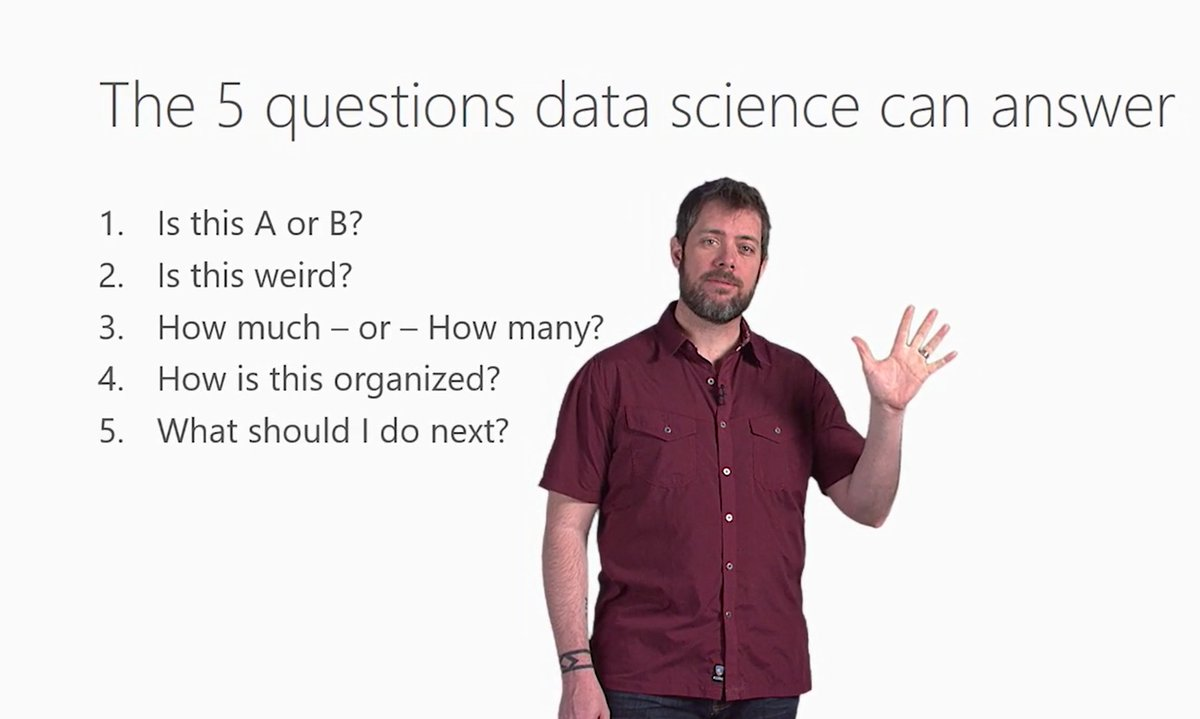 The 5 questions data science can answer
1. Is this A or B?
2. Is this weird?
3. How much – or – How many?
4. How is this organized?
5. What should I do next?